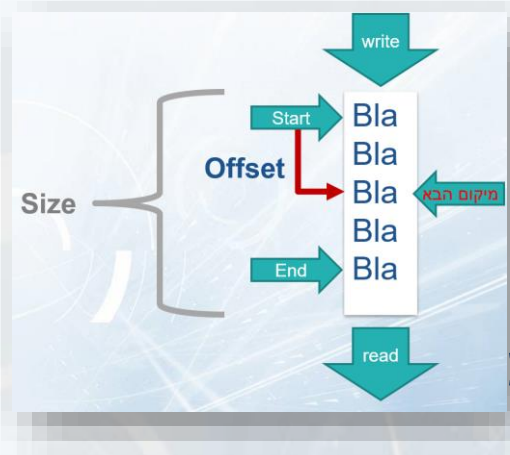 write
Start
Bla
Bla
Offset
Bla
מיקום הבא
Size
Bla
End
Bla
read